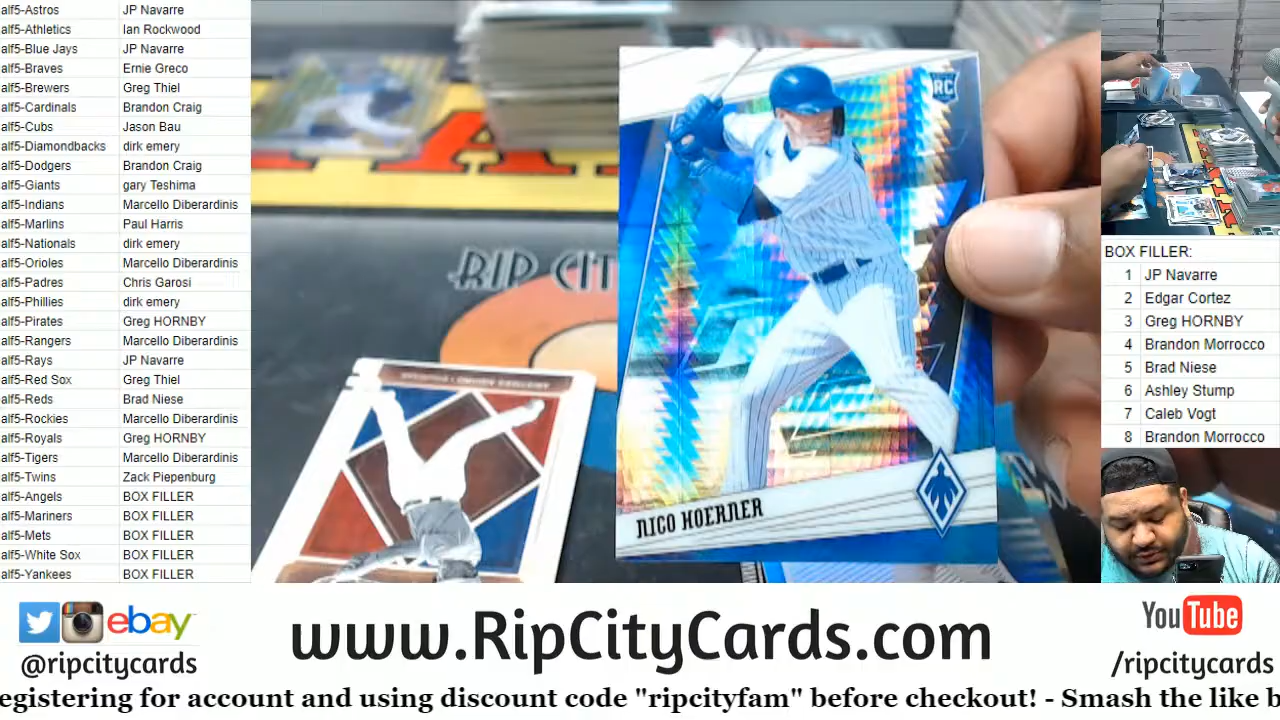 alf5-Astros JP Navarre
alf5-Athletics Ian Rockwood
alf5-Blue Jays JP Navarre
alf5-Braves Ernie Greco
alf5-Brewers Greg Thiel
alf5-Cardinals Brandon Craig
alf5-Cubs Jason Bau
alf5-Diamondbacks dirk emery
alf5-Dodgers Brandon Craig
alf5-Giants gary Teshima
alf5-Indians Marcello Diberardinis
alf5-Marlins Paul Harris
alf5-Nationals dirk emery
alf5-Orioles Marcello Diberardinis
alf5-Padres Chris Garosi
alf5-Phillies dirk emery
alf5-Pirates Greg HORNBY
alf5-Rangers Marcello Diberardinis
alf5-Rays JP Navarre
alf5-Red Sox Greg Thiel
alf5-Reds Brad Niese
alf5-Rockies Marcello Diberardinis
alf5-Royals Greg HORNBY
alf5-Tigers Marcello Diberardinis
alf5-Twins Zack Piepenburg
alf5-Angels BOX FILLER
alf5-Mariners BOX FILLER
alf5-Mets BOX FILLER
alf5-White Sox BOX FILLER
alf5-Yankees BOX FILLER
RC
RIP CIT
NICO HOERNER
BOX FILLER:
1 JP Navarre
2 Edgar Cortez
3 Greg HORNBY
4 Brandon Morrocco
5 Brad Niese
6 Ashley Stump
7 Caleb Vogt
8 Brandon Morrocco
ebay
@ripcitycards
www.RipCityCards.com
YouTube
/ripcitycards
egistering for account and using discount code "ripcityfam" before checkout! - Smash the like b